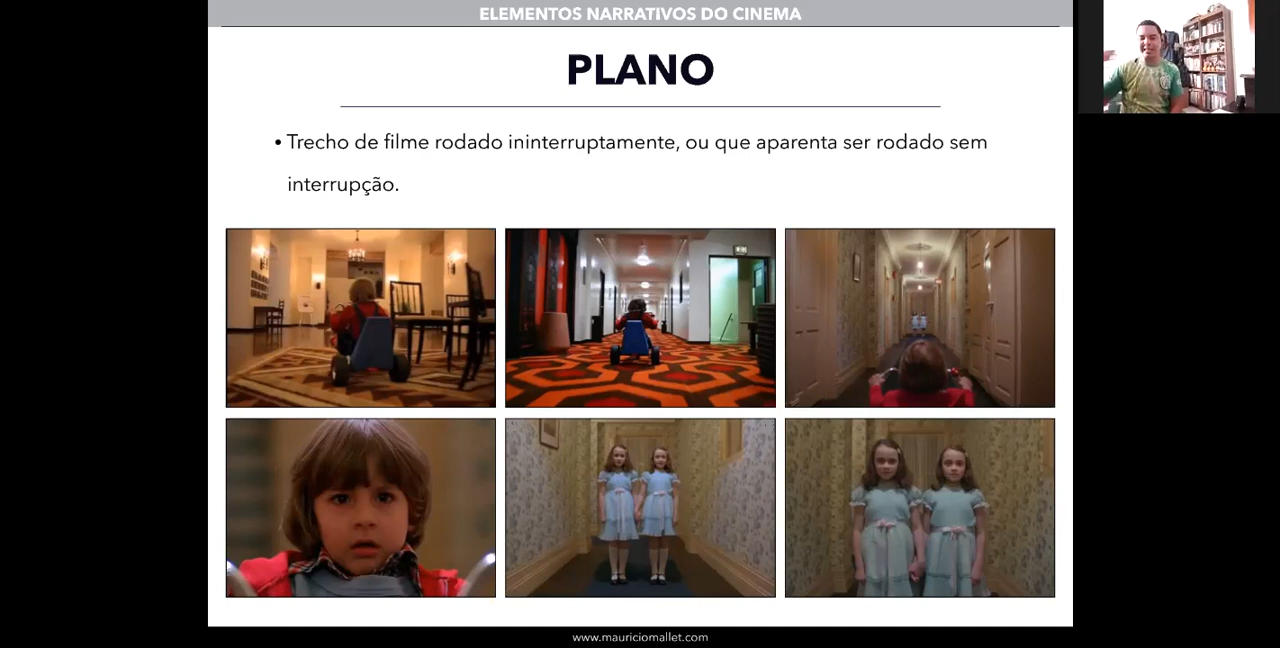 ELEMENTOS NARRATIVOS DO CINEMA
PLANO
• Trecho de filme rodado ininterruptamente, ou que aparenta ser rodado sem
interrupção.
www.mauriciomallet.com